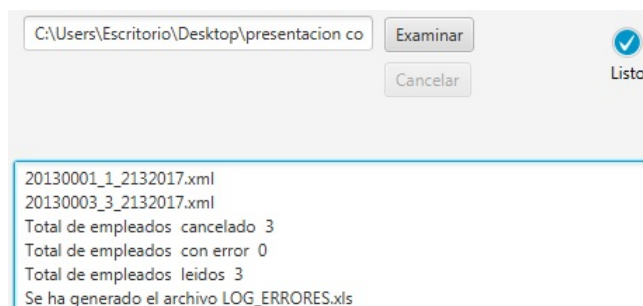 C:\Users\Escritorio\Desktop\presentacion co
Examinar
Cancelar
Listo
20130001_1_2132017.xml
20130003_3_2132017.xml
Total de empleados  cancelado  3
Total de empleados  con error  0
Total de empleados  leidos  3
Se ha generado el archivo LOG_ERRORES.xls